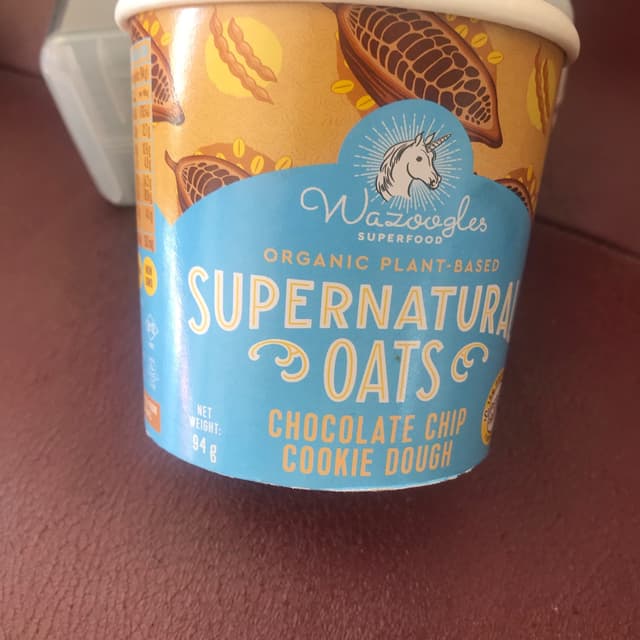 Wazoogles
SUPERFOOD
ORGANIC PLANT-BASED
SUPERNATURAL
OATS
CHOCOLATE CHIP
COOKIE DOUGH
NET
WEIGHT:
94 g